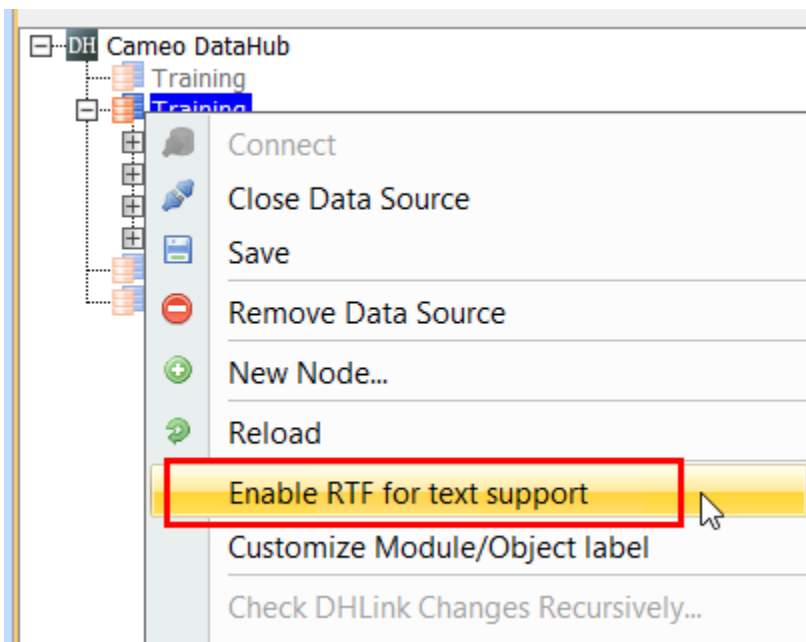 DH Cameo DataHub
Training
Training
Connect
Close Data Source
Save
Remove Data Source
New Node...
Reload
Enable RTF for text support
Customize Module/Object label
Check DHLink Changes Recursively...